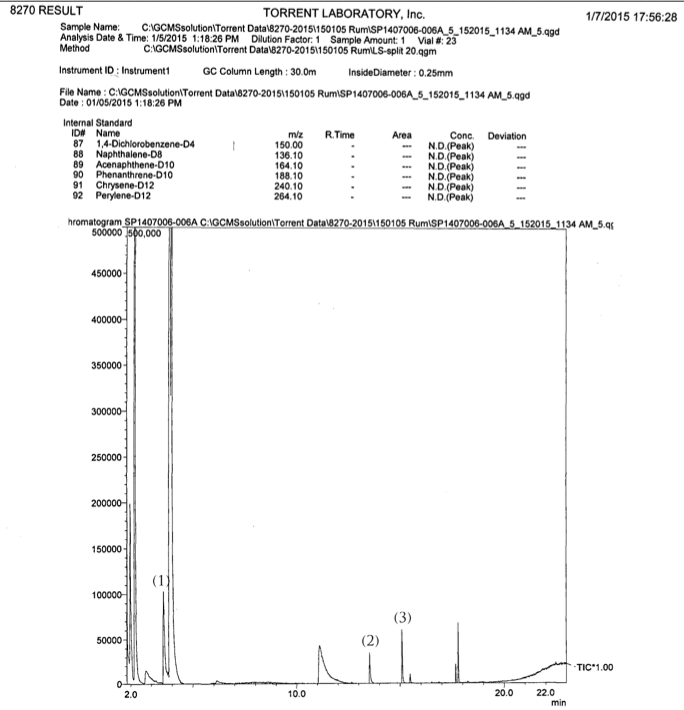 8270 RESULT TORRENT LABORATORY, Inc. 1/7/2015 17:56:28
Sample Name: C:\GCMSsolution\Torrent Data\8270-2015\150105 Rum\SP1407006-006A_5_152015_1134 AM_5.qgd
Analysis Date & Time: 1/5/2015 1:18:26 PM Dilution Factor: 1 Sample Amount: 1 Vial #: 23
Method C:\GCMSsolution\Torrent Data\8270-2015\150105 Rum\LS-split 20.qgm
Instrument ID : Instrument1 GC Column Length : 30.0m InsideDiameter : 0.25mm
File Name : C:\GCMSsolution\Torrent Data\8270-2015\150105 Rum\SP1407006-006A_5_152015_1134 AM_5.qgd
Date : 01/05/2015 1:18:26 PM
Internal Standard
ID# Name m/z R.Time Area Conc. Deviation
87 1,4-Dichlorobenzene-D4 150.00 - --- N.D.(Peak) ---
88 Naphthalene-D8 136.10 - --- N.D.(Peak) ---
89 Acenaphthene-D10 164.10 - --- N.D.(Peak) ---
90 Phenanthrene-D10 188.10 - --- N.D.(Peak) ---
91 Chrysene-D12 240.10 - --- N.D.(Peak) ---
92 Perylene-D12 264.10 - --- N.D.(Peak) ---
hromatogram SP1407006-006A C:\GCMSsolution\Torrent Data\8270-2015\150105 Rum\SP1407006-006A_5_152015_1134 AM_5.q
500000 500,000
450000
400000
350000
300000
250000
200000
150000
(1)
100000
(3)
50000 (2)
TIC*1.00
0
2.0 10.0 20.0 22.0
min